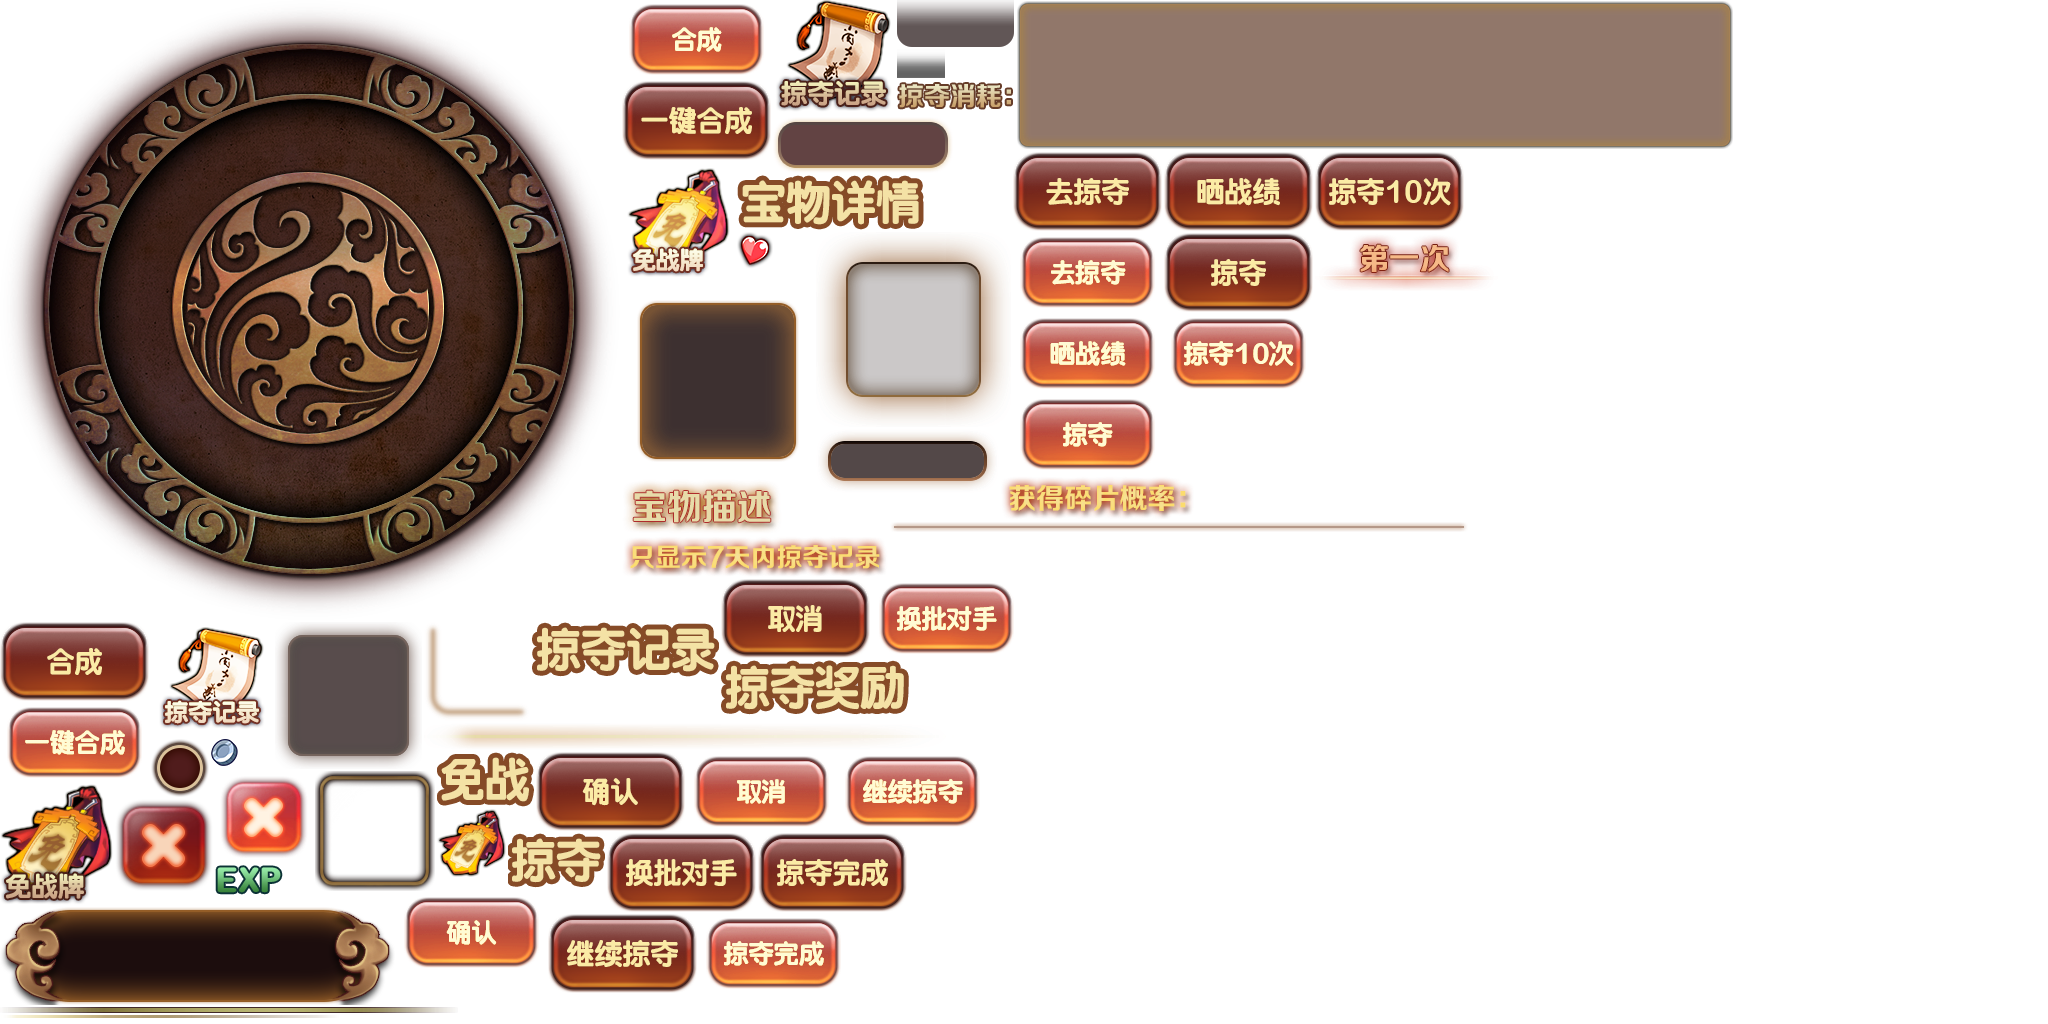 合成
掠夺记录
掠夺消耗：
一键合成
宝物详情
免战牌
免
去掠夺
晒战绩
掠夺10次
去掠夺
掠夺
第一次
晒战绩
掠夺10次
掠夺
宝物描述
获得碎片概率：
只显示7天内掠夺记录
取消
换批对手
合成
掠夺记录
掠夺记录
掠夺奖励
一键合成
免战
确认
取消
继续掠夺
免
免战牌
EXP
免
掠夺
换批对手
掠夺完成
确认
继续掠夺
掠夺完成